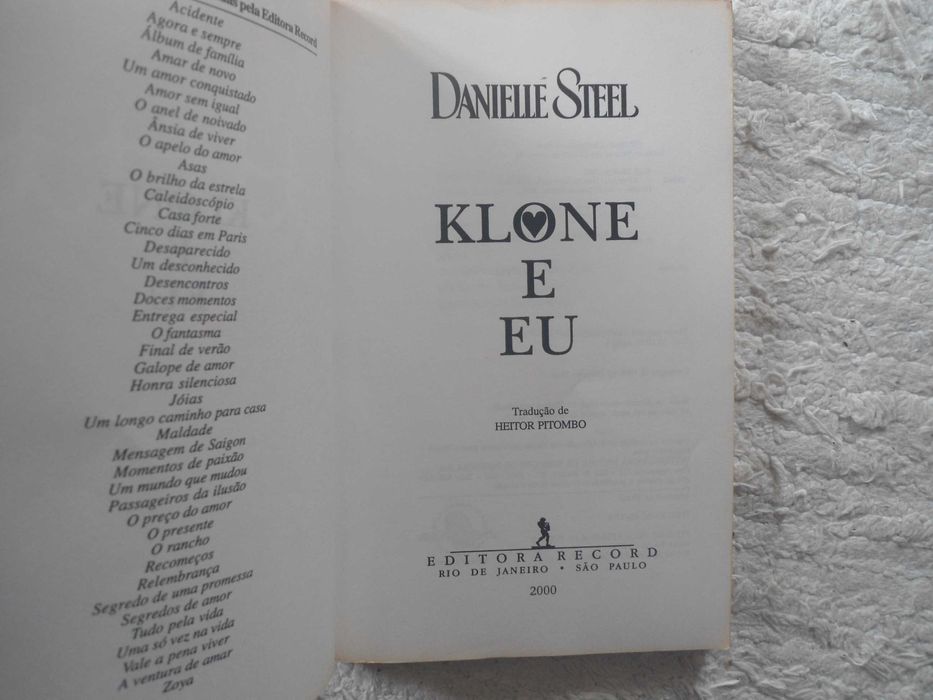 pela Editora Record
Acidente
Agora e sempre
Álbum de família
Amar de novo
Um amor conquistado
Amor sem igual
O anel de noivado
Ânsia de viver
O apelo do amor
Asas
O brilho da estrela
Caleidoscópio
Casa forte
Cinco dias em Paris
Desaparecido
Um desconhecido
Desencontros
Doces momentos
Entrega especial
O fantasma
Final de verão
Galope de amor
Honra silenciosa
Jóias
Um longo caminho para casa
Maldade
Mensagem de Saigon
Momentos de paixão
Um mundo que mudou
Passageiros da ilusão
O preço do amor
O presente
O rancho
Recomeços
Relembrança
Segredo de uma promessa
Segredos de amor
Tudo pela vida
Uma só vez na vida
Vale a pena viver
A ventura de amar
Zoya
DANIELLE STEEL
KLONE
E
EU
Tradução de
HEITOR PITOMBO
EDITORA RECORD
RIO DE JANEIRO • SÃO PAULO
2000